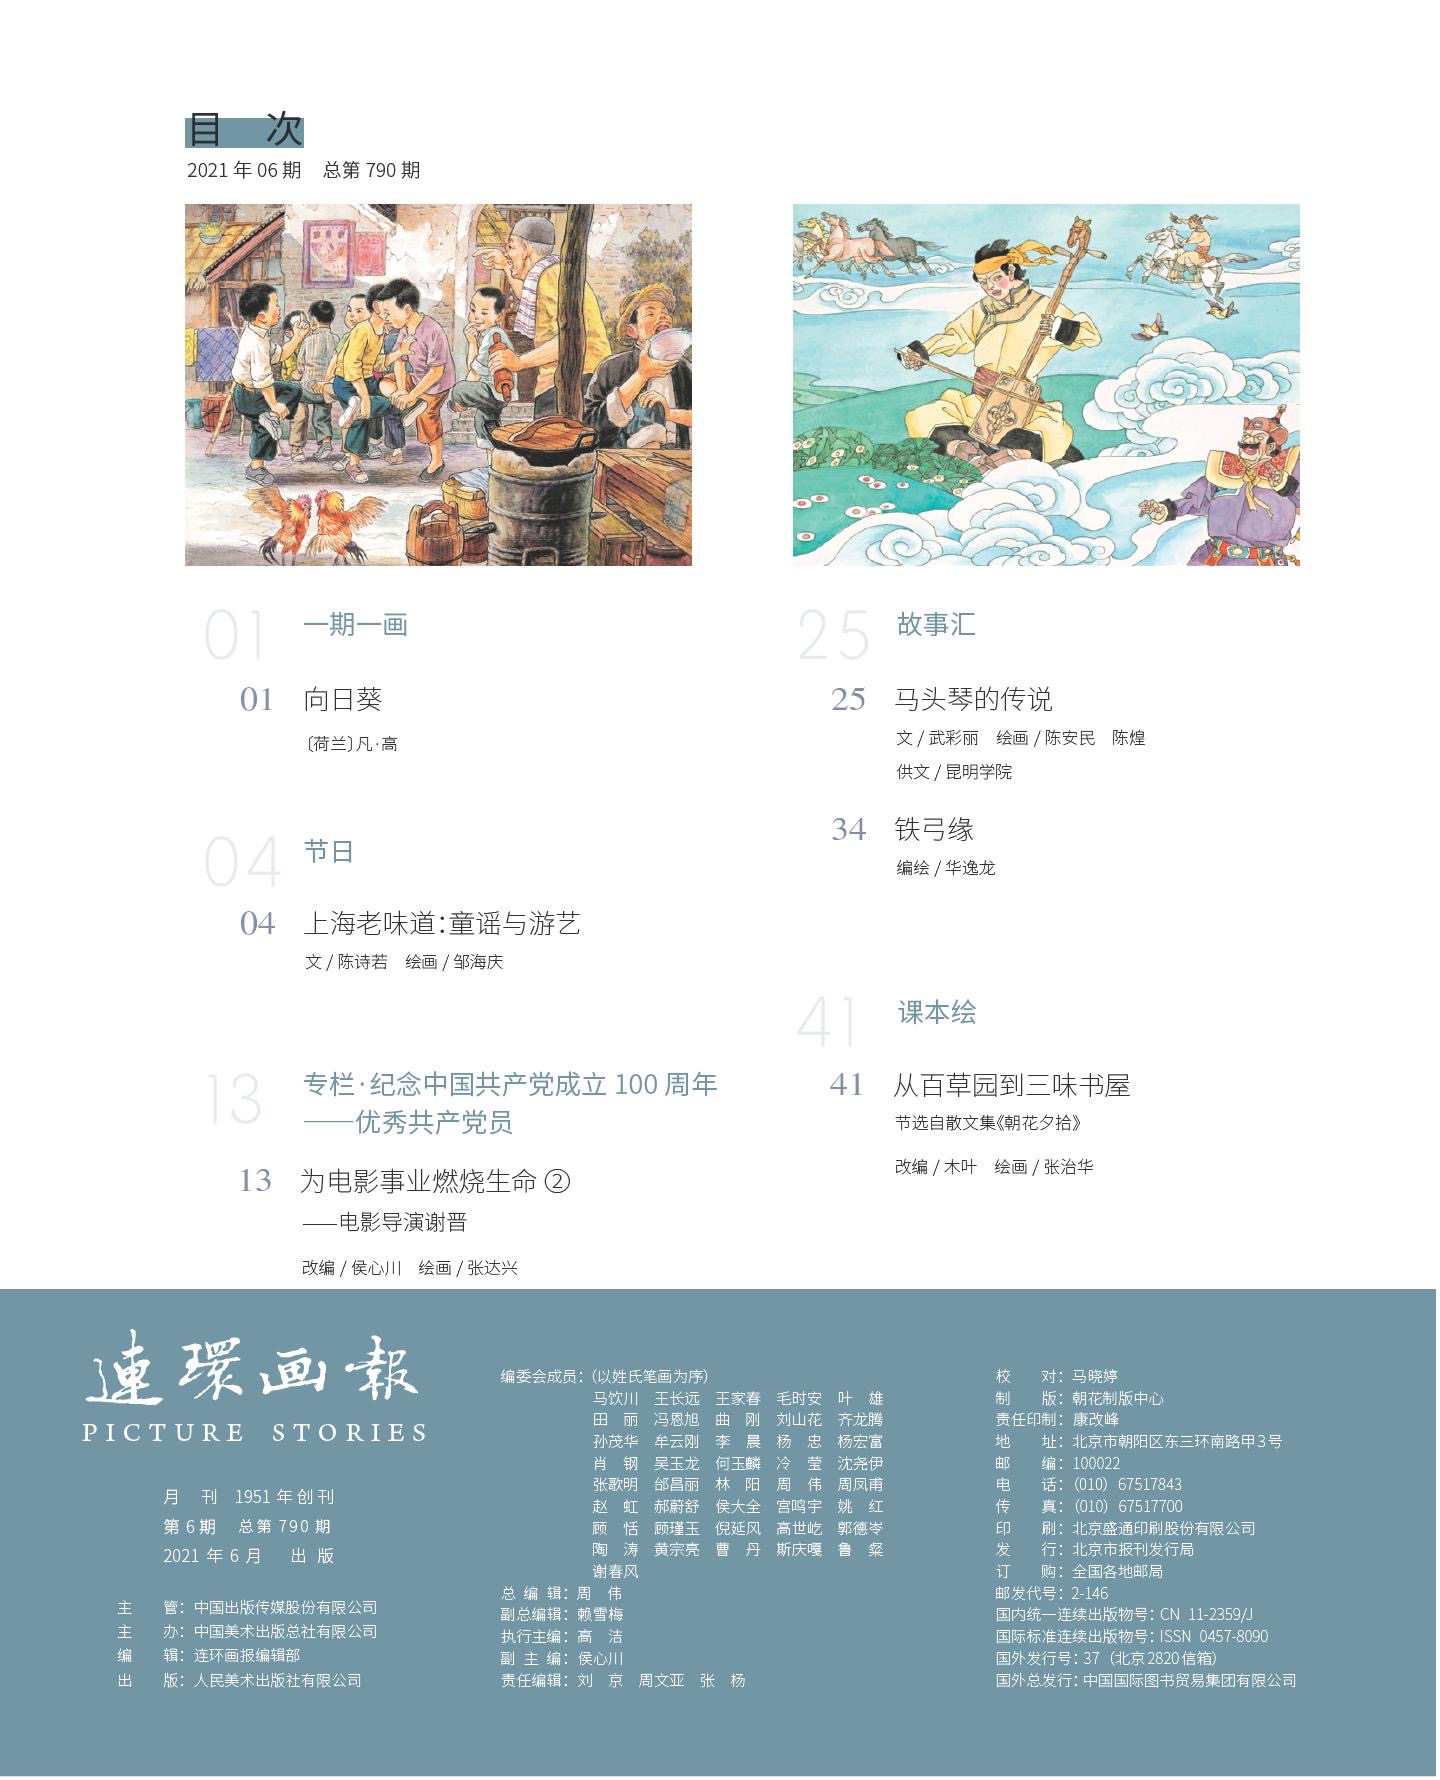 目 次
2021 年 06 期 总第 790 期
01 一期一画
01 向日葵
〔荷兰〕凡·高
04 节日
04 上海老味道：童谣与游艺
文 / 陈诗若 绘画 / 邹海庆
13 专栏·纪念中国共产党成立 100 周年
——优秀共产党员
13 为电影事业燃烧生命 ②
——电影导演谢晋
改编 / 侯心川 绘画 / 张达兴
25 故事汇
25 马头琴的传说
文 / 武彩丽 绘画 / 陈安民 陈煌
供文 / 昆明学院
34 铁弓缘
编绘 / 华逸龙
41 课本绘
41 从百草园到三味书屋
节选自散文集《朝花夕拾》
改编 / 木叶 绘画 / 张治华
連環画報
PICTURE STORIES
月 刊 1951 年创刊
第 6 期 总第 790 期
2021 年 6 月 出 版
主 管：中国出版传媒股份有限公司
主 办：中国美术出版总社有限公司
编 辑：连环画报编辑部
出 版：人民美术出版社有限公司
编委会成员：（以姓氏笔画为序）
马饮川 王长远 王家春 毛时安 叶 雄
田 丽 冯恩旭 曲 刚 刘山花 齐龙腾
孙茂华 牟云刚 李 晨 杨 忠 杨宏富
肖 钢 吴玉龙 何玉麟 冷 莹 沈尧伊
张歌明 邰昌丽 林 阳 周 伟 周凤甫
赵 虹 郝蔚舒 侯大全 宫鸣宇 姚 红
顾 恬 顾瑾玉 倪延风 高世屹 郭德岑
陶 涛 黄宗亮 曹 丹 斯庆嘎 鲁 粲
谢春风
总 编 辑：周 伟
副总编辑：赖雪梅
执行主编：高 洁
副 主 编：侯心川
责任编辑：刘 京 周文亚 张 杨
校 对：马晓婷
制 版：朝花制版中心
责任印制：康改峰
地 址：北京市朝阳区东三环南路甲 3 号
邮 编：100022
电 话：（010）67517843
传 真：（010）67517700
印 刷：北京盛通印刷股份有限公司
发 行：北京市报刊发行局
订 购：全国各地邮局
邮发代号：2-146
国内统一连续出版物号：CN 11-2359/J
国际标准连续出版物号：ISSN 0457-8090
国外发行号：37（北京 2820 信箱）
国外总发行：中国国际图书贸易集团有限公司